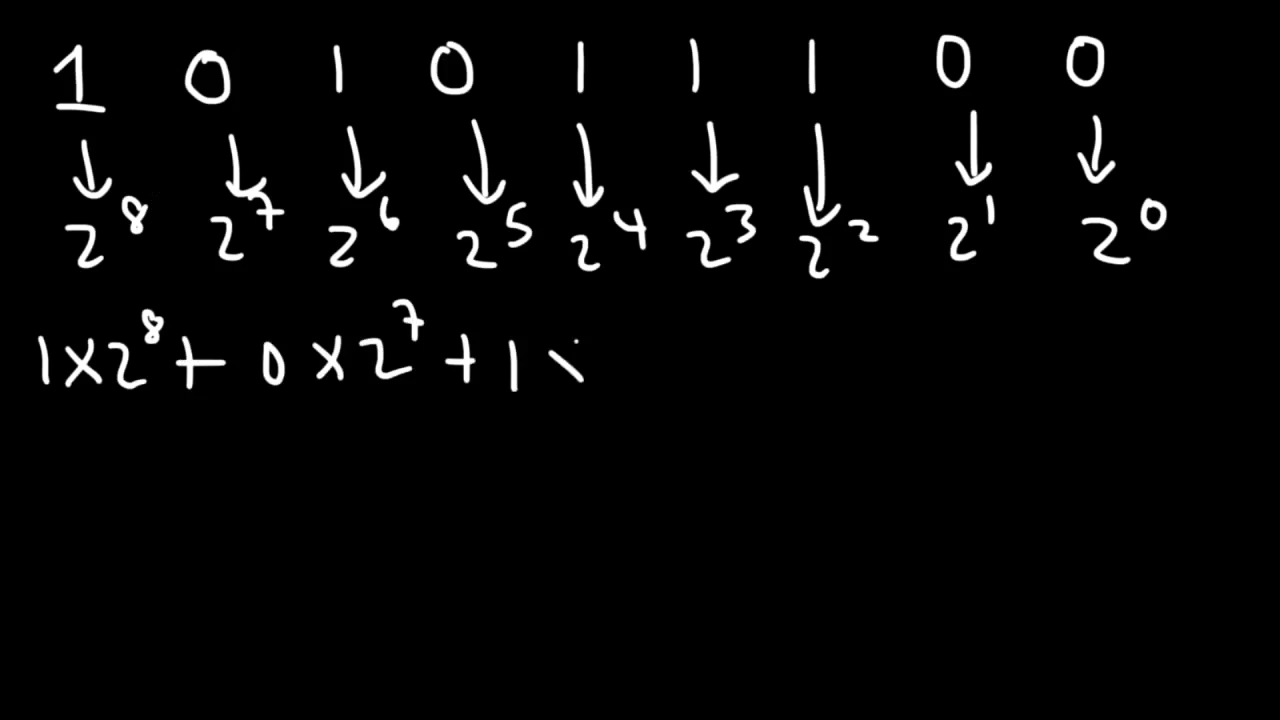 1 0 1 0 1 1 1 0 0
↓ ↓ ↓ ↓ ↓ ↓ ↓ ↓ ↓
2⁸ 2⁷ 2⁶ 2⁵ 2⁴ 2³ 2² 2¹ 2⁰
1×2⁸ + 0×2⁷ + 1